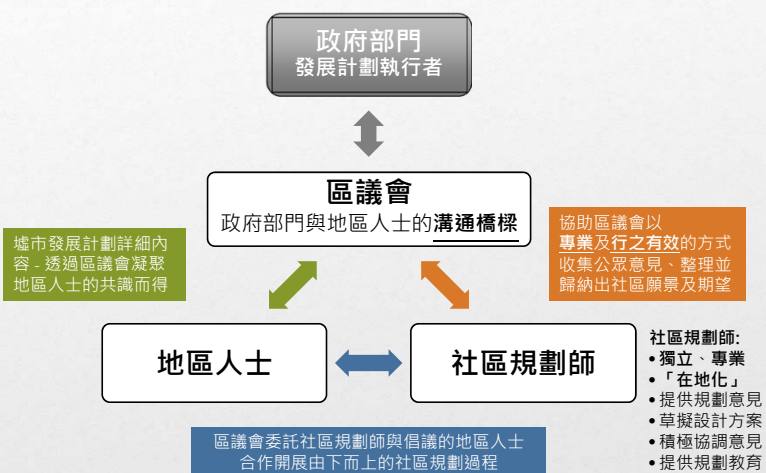 政府部門
發展計劃執行者
區議會
政府部門與地區人士的溝通橋樑
墟市發展計劃詳細內
容 - 透過區議會凝聚
地區人士的共識而得
協助區議會以
專業及行之有效的方式
收集公眾意見、整理並
歸納出社區願景及期望
地區人士
社區規劃師
社區規劃師:
•獨立、專業
•「在地化」
•提供規劃意見
•草擬設計方案
•積極協調意見
•提供規劃教育
區議會委託社區規劃師與倡議的地區人士
合作開展由下而上的社區規劃過程